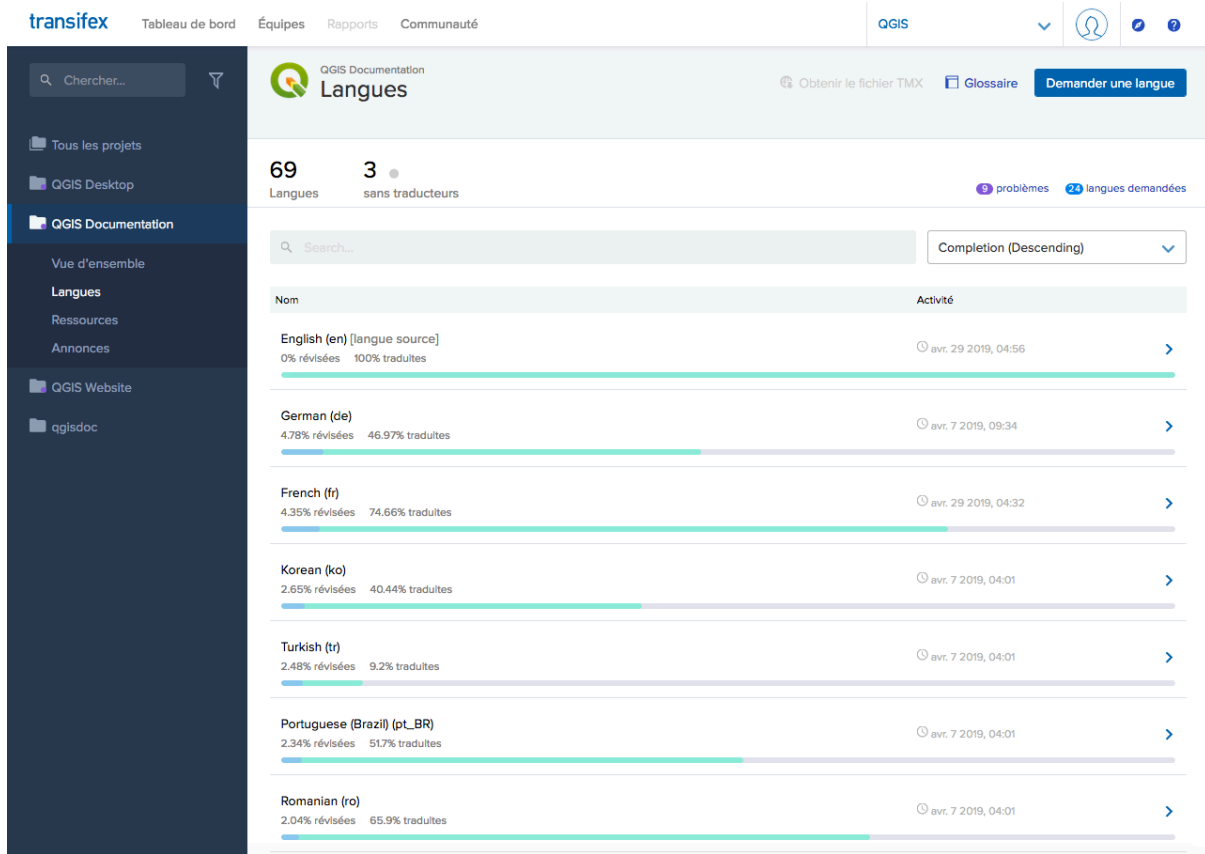 transifex Tableau de bord Équipes Rapports Communauté QGIS
Chercher...
Tous les projets
QGIS Desktop
QGIS Documentation
Vue d'ensemble
Langues
Ressources
Annonces
QGIS Website
qgisdoc
QGIS Documentation
Langues
Obtenir le fichier TMX Glossaire Demander une langue
69 3
Langues sans traducteurs
9 problèmes 24 langues demandées
Search... Completion (Descending)
Nom Activité
English (en) [langue source]
0% révisées 100% traduites
avr. 29 2019, 04:56
German (de)
4.78% révisées 46.97% traduites
avr. 7 2019, 09:34
French (fr)
4.35% révisées 74.66% traduites
avr. 29 2019, 04:32
Korean (ko)
2.65% révisées 40.44% traduites
avr. 7 2019, 04:01
Turkish (tr)
2.48% révisées 9.2% traduites
avr. 7 2019, 04:01
Portuguese (Brazil) (pt_BR)
2.34% révisées 51.7% traduites
avr. 7 2019, 04:01
Romanian (ro)
2.04% révisées 65.9% traduites
avr. 7 2019, 04:01